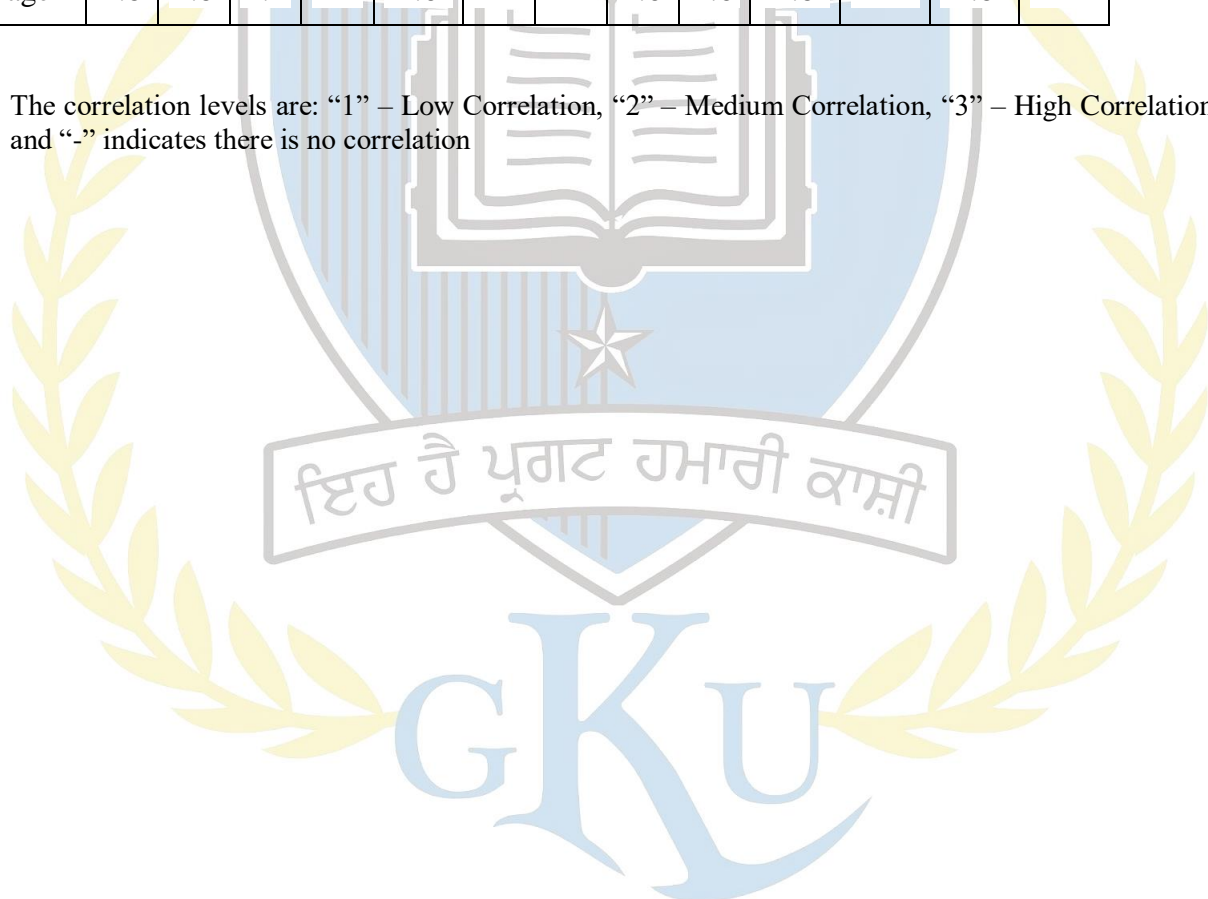 The correlation levels are: “1” – Low Correlation, “2” – Medium Correlation, “3” – High Correlation
and “-” indicates there is no correlation
ਇਹ ਹੈ ਪ੍ਰਗਟ ਹਮਾਰੀ ਕਾਸ਼ੀ
GKU